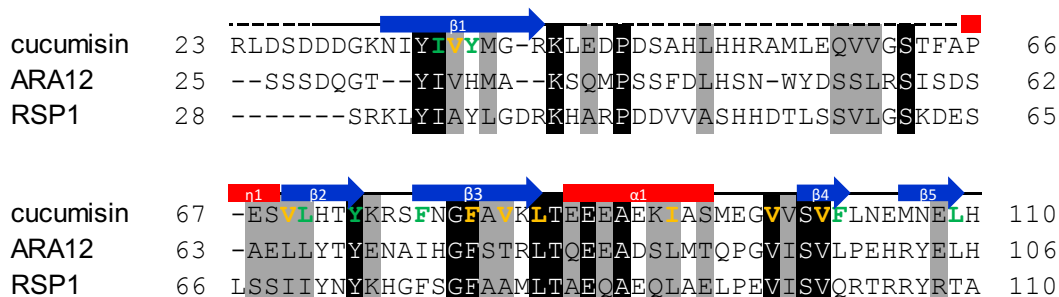 β1
cucumisin 23 RLDSDDDGKNIYIVYMG-RKLEDPDSAHLHHRAMLEQVVGSTFAP 66
ARA12 25 --SSSDQGT--YIVHMA--KSQMPSSFDLHSN-WYDSSLRSISDS 62
RSP1 28 -------SRKLYIAYLGDRKHARPDDVVASHHDTLSSVLGSKDES 65
η1 β2 β3 α1 β4 β5
cucumisin 67 -ESVLHTYKRSFNGFAVKLTEEEAEKIASMEGVVSVFLNEMNELH 110
ARA12 63 -AELLYTYENAIHGFSTRLTQEEADSLMTQPGVISVLPEHRYELH 106
RSP1 66 LSSIIYNYKHGFSGFAAMLTAEQAEQLAELPEVISVQRTRRYRTA 110